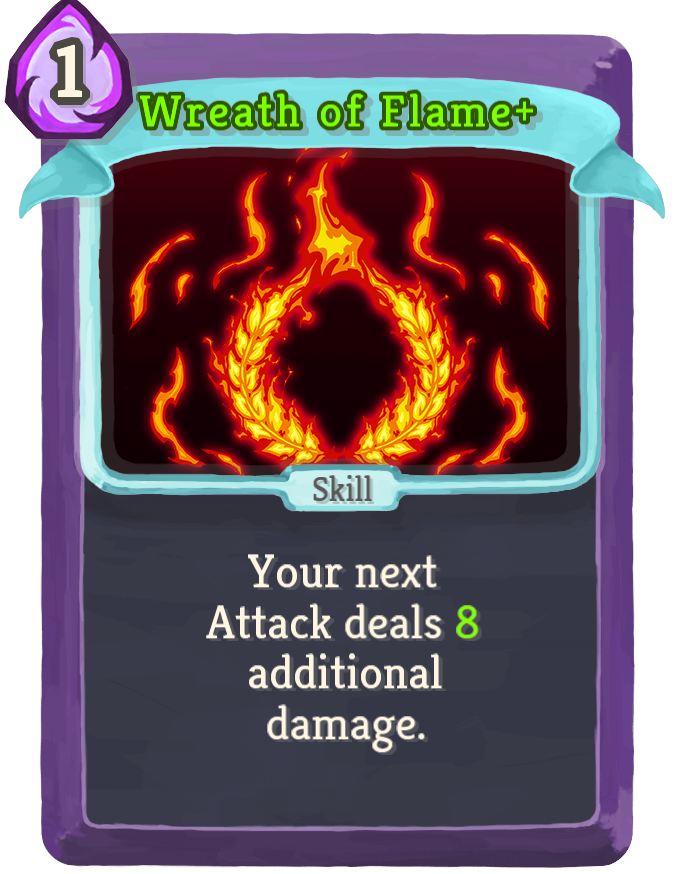 1
Wreath of Flame+
Skill
Your next
Attack deals 8
additional
damage.